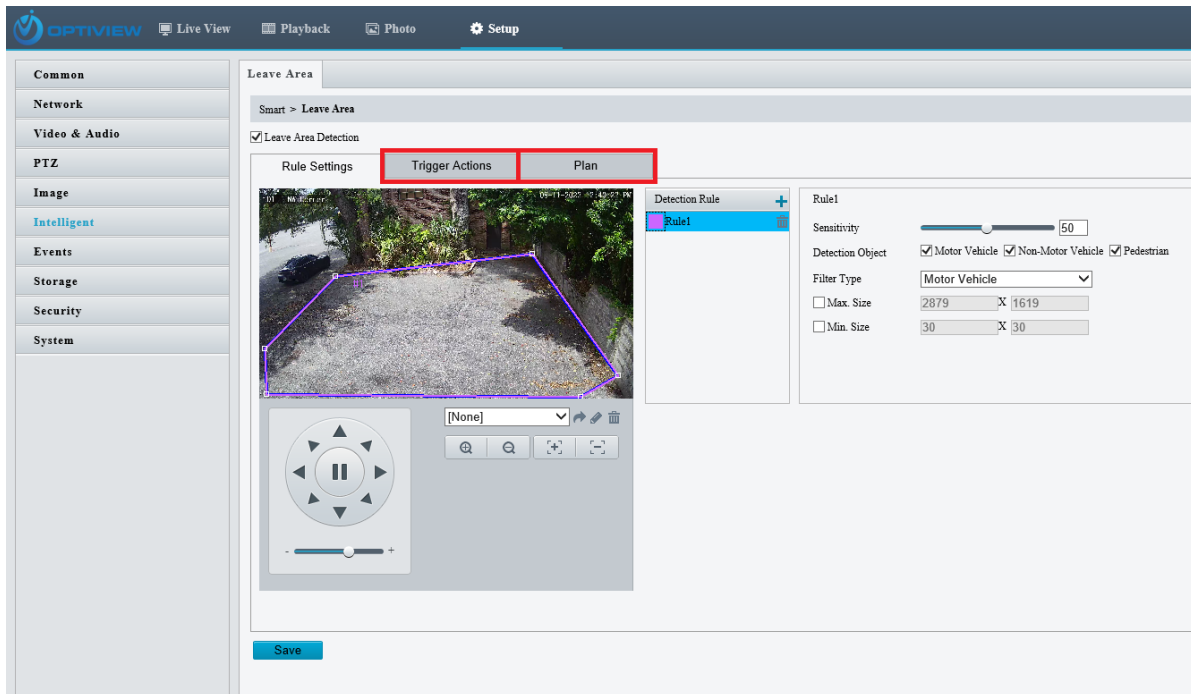 OPTIVIEW Live View Playback Photo Setup
Common
Network
Video & Audio
PTZ
Image
Intelligent
Events
Storage
Security
System
Leave Area
Smart > Leave Area
Leave Area Detection
Rule Settings Trigger Actions Plan
Detection Rule
Rule1
Rule1
Sensitivity 50
Detection Object Motor Vehicle Non-Motor Vehicle Pedestrian
Filter Type Motor Vehicle
Max. Size 2879 X 1619
Min. Size 30 X 30
[None]
- +
Save